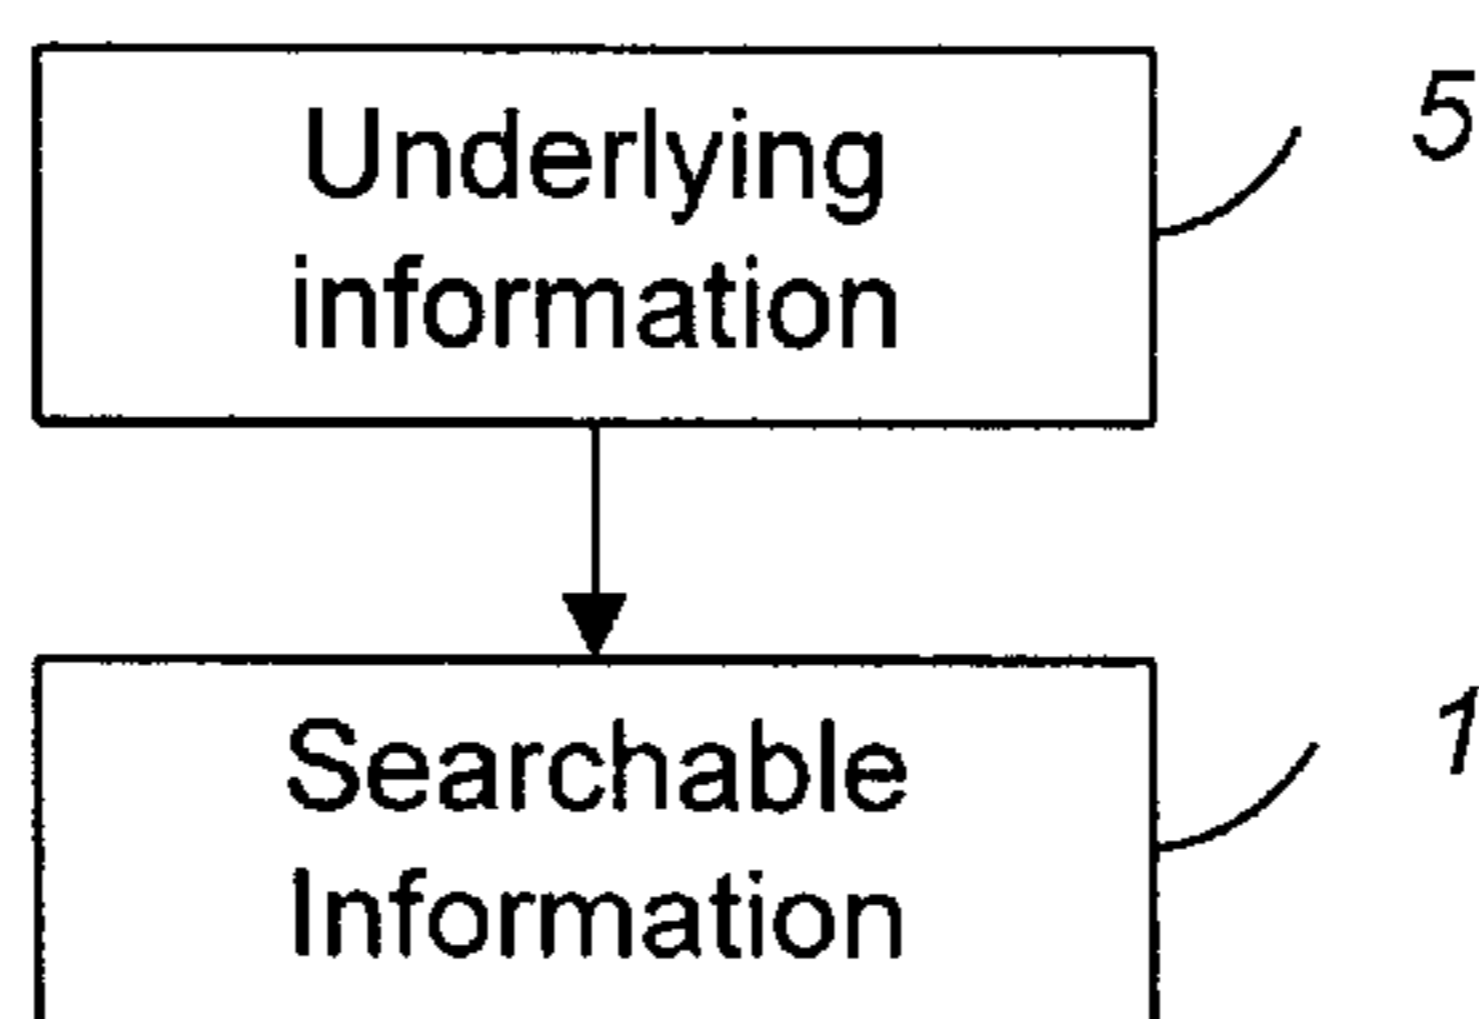 Underlying
information
5
Searchable
Information
1